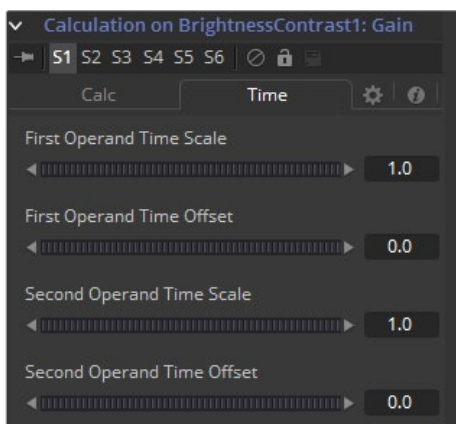 Calculation on BrightnessContrast1: Gain
S1 S2 S3 S4 S5 S6
Calc Time
First Operand Time Scale
1.0
First Operand Time Offset
0.0
Second Operand Time Scale
1.0
Second Operand Time Offset
0.0